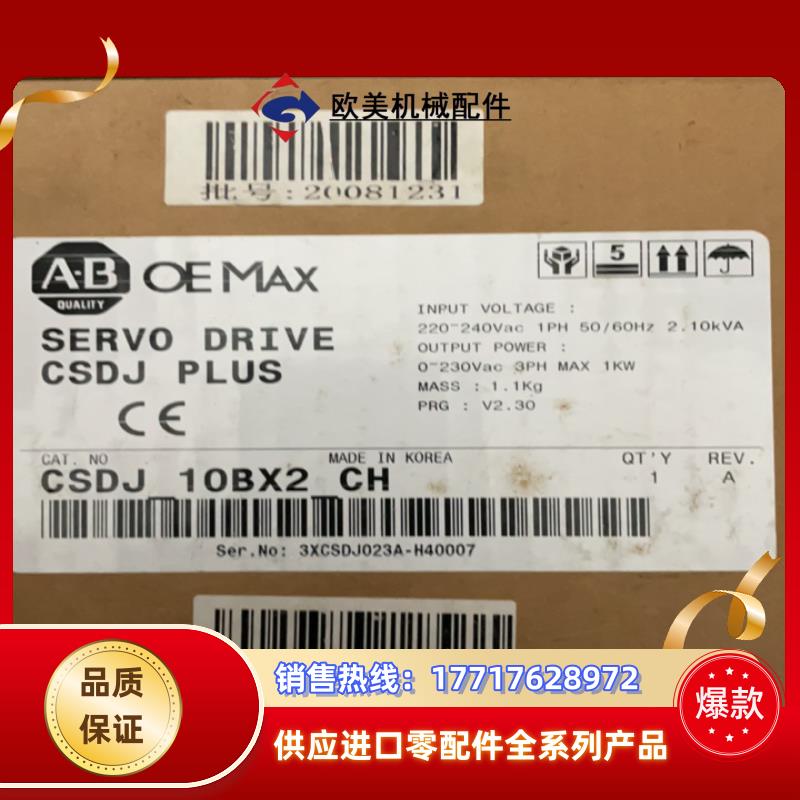 欧美机械配件
批号:20081231
A-B QUALITY
OE MAX
5
SERVO DRIVE
CSDJ PLUS
CE
INPUT VOLTAGE :
220~240Vac 1PH 50/60Hz 2.10kVA
OUTPUT POWER :
0~230Vac 3PH MAX 1KW
MASS : 1.1Kg
PRG : V2.30
CAT. NO MADE IN KOREA QT'Y REV.
CSDJ_10BX2_CH 1 A
Ser.No: 3XCSDJ023A-H40007
品质
保证
销售热线：17717628972
供应进口零配件全系列产品
爆款